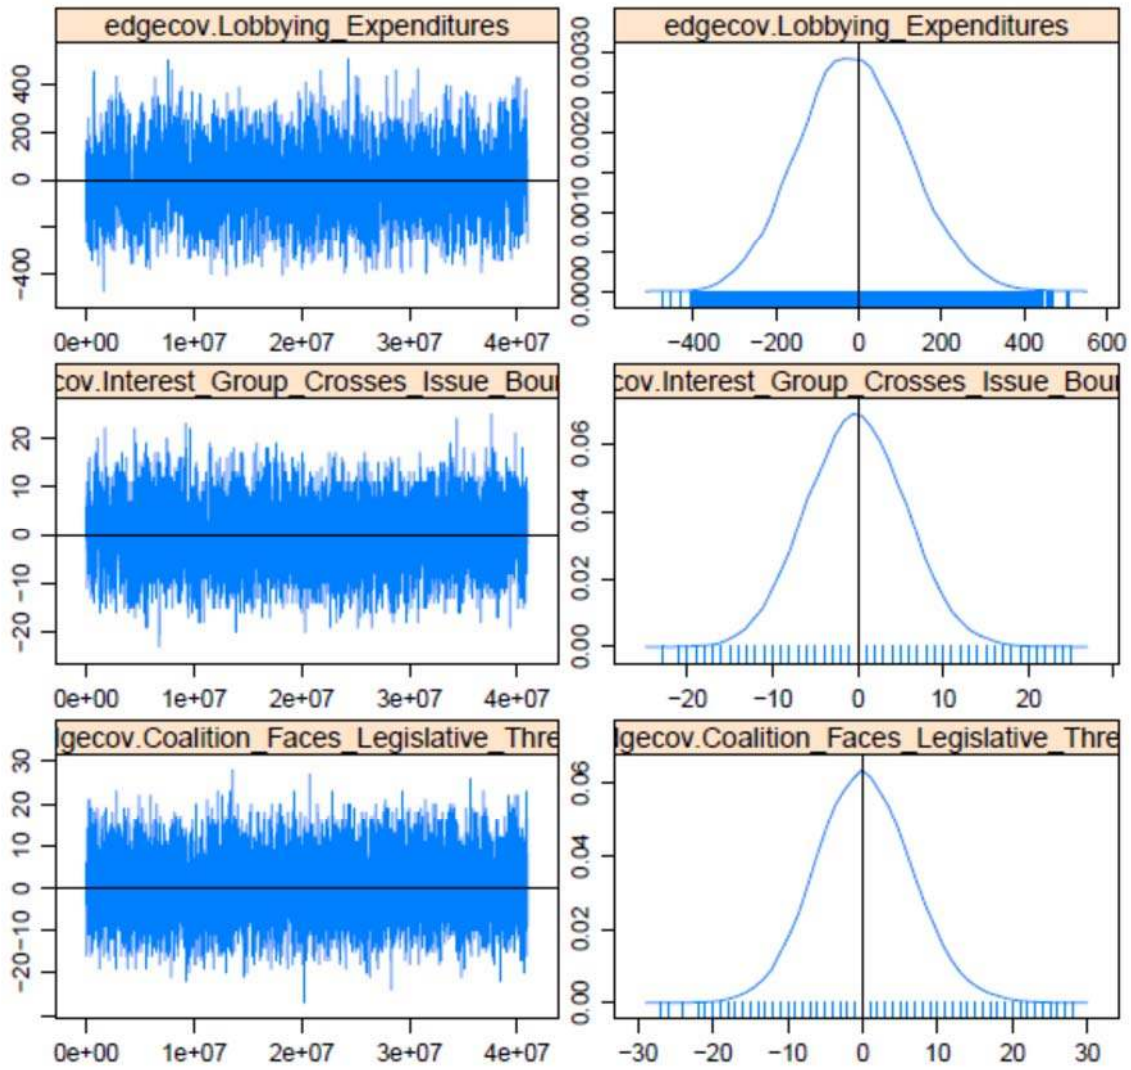 edgecov.Lobbying_Expenditures
400
200
0
−400
0e+00 1e+07 2e+07 3e+07 4e+07
edgecov.Lobbying_Expenditures
0.0030
0.0020
0.0010
0.0000
−400 −200 0 200 400 600
cov.Interest_Group_Crosses_Issue_Bour
20
10
0
−10
−20
0e+00 1e+07 2e+07 3e+07 4e+07
cov.Interest_Group_Crosses_Issue_Bour
0.06
0.04
0.02
0.00
−20 −10 0 10 20
lgecov.Coalition_Faces_Legislative_Thre
30
20
10
0
−10
−20
0e+00 1e+07 2e+07 3e+07 4e+07
lgecov.Coalition_Faces_Legislative_Thre
0.06
0.04
0.02
0.00
−30 −20 −10 0 10 20 30